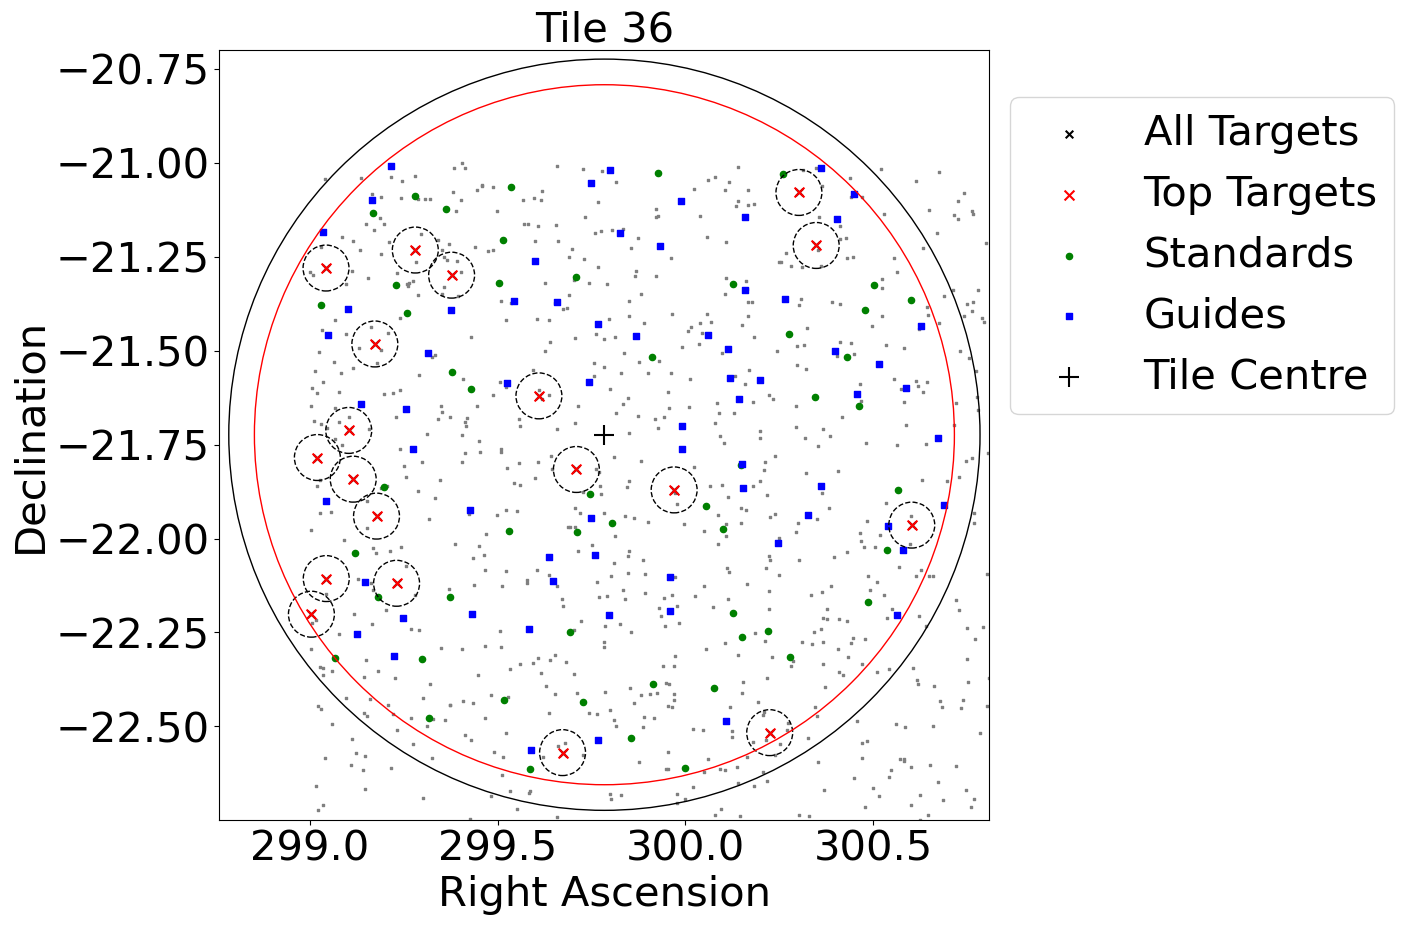 Tile 36
−20.75
−21.00
−21.25
−21.50
−21.75
−22.00
−22.25
−22.50
Declination
299.0 299.5 300.0 300.5
Right Ascension
All Targets
Top Targets
Standards
Guides
Tile Centre